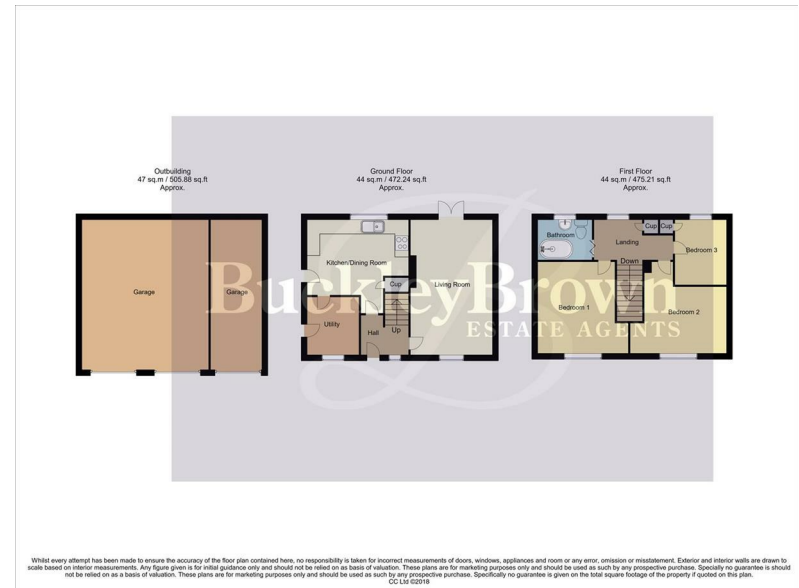 Outbuilding
47 sq.m / 505.88 sq.ft
Approx.
Ground Floor
44 sq.m / 472.24 sq.ft
Approx.
First Floor
44 sq.m / 475.21 sq.ft
Approx.
Garage
Garage
Kitchen/Dining Room
Cup
Living Room
Utility
Hall
Up
Bathroom
Landing
Cup
Cup
Bedroom 3
Down
Bedroom 1
Bedroom 2
BuckleyBrown
ESTATE AGENTS
Whilst every attempt has been made to ensure the accuracy of the floor plan contained here, no responsibility is taken for incorrect measurements of doors, windows, appliances and room or any error, omission or misstatement. Exterior and interior walls are drawn to
scale based on interior measurements. Any figure given is for initial guidance only and should not be relied on as basis of valuation. These plans are for marketing purposes only and should be used as such by any prospective purchase. Specially no guarantee is should
not be relied on as a basis of valuation. These plans are for marketing purposes only and should be used as such by any prospective purchase. Specifically no guarantee is given on the total square footage of the property if quoted on this plan.
CC Ltd ©2018